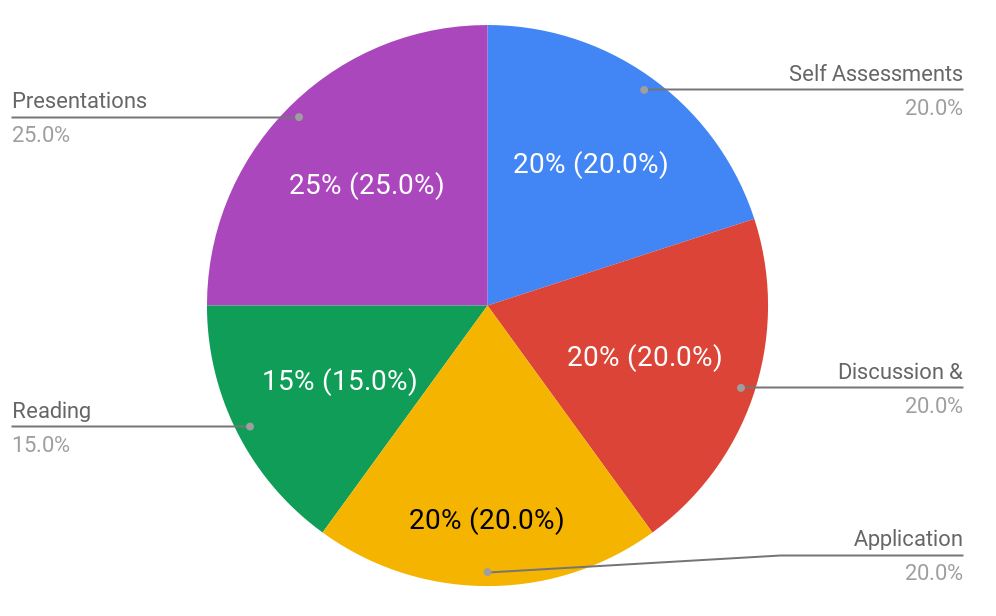 Self Assessments
20.0%
Presentations
25.0%
20% (20.0%)
25% (25.0%)
20% (20.0%)
Discussion &
20.0%
15% (15.0%)
Reading
15.0%
20% (20.0%)
Application
20.0%